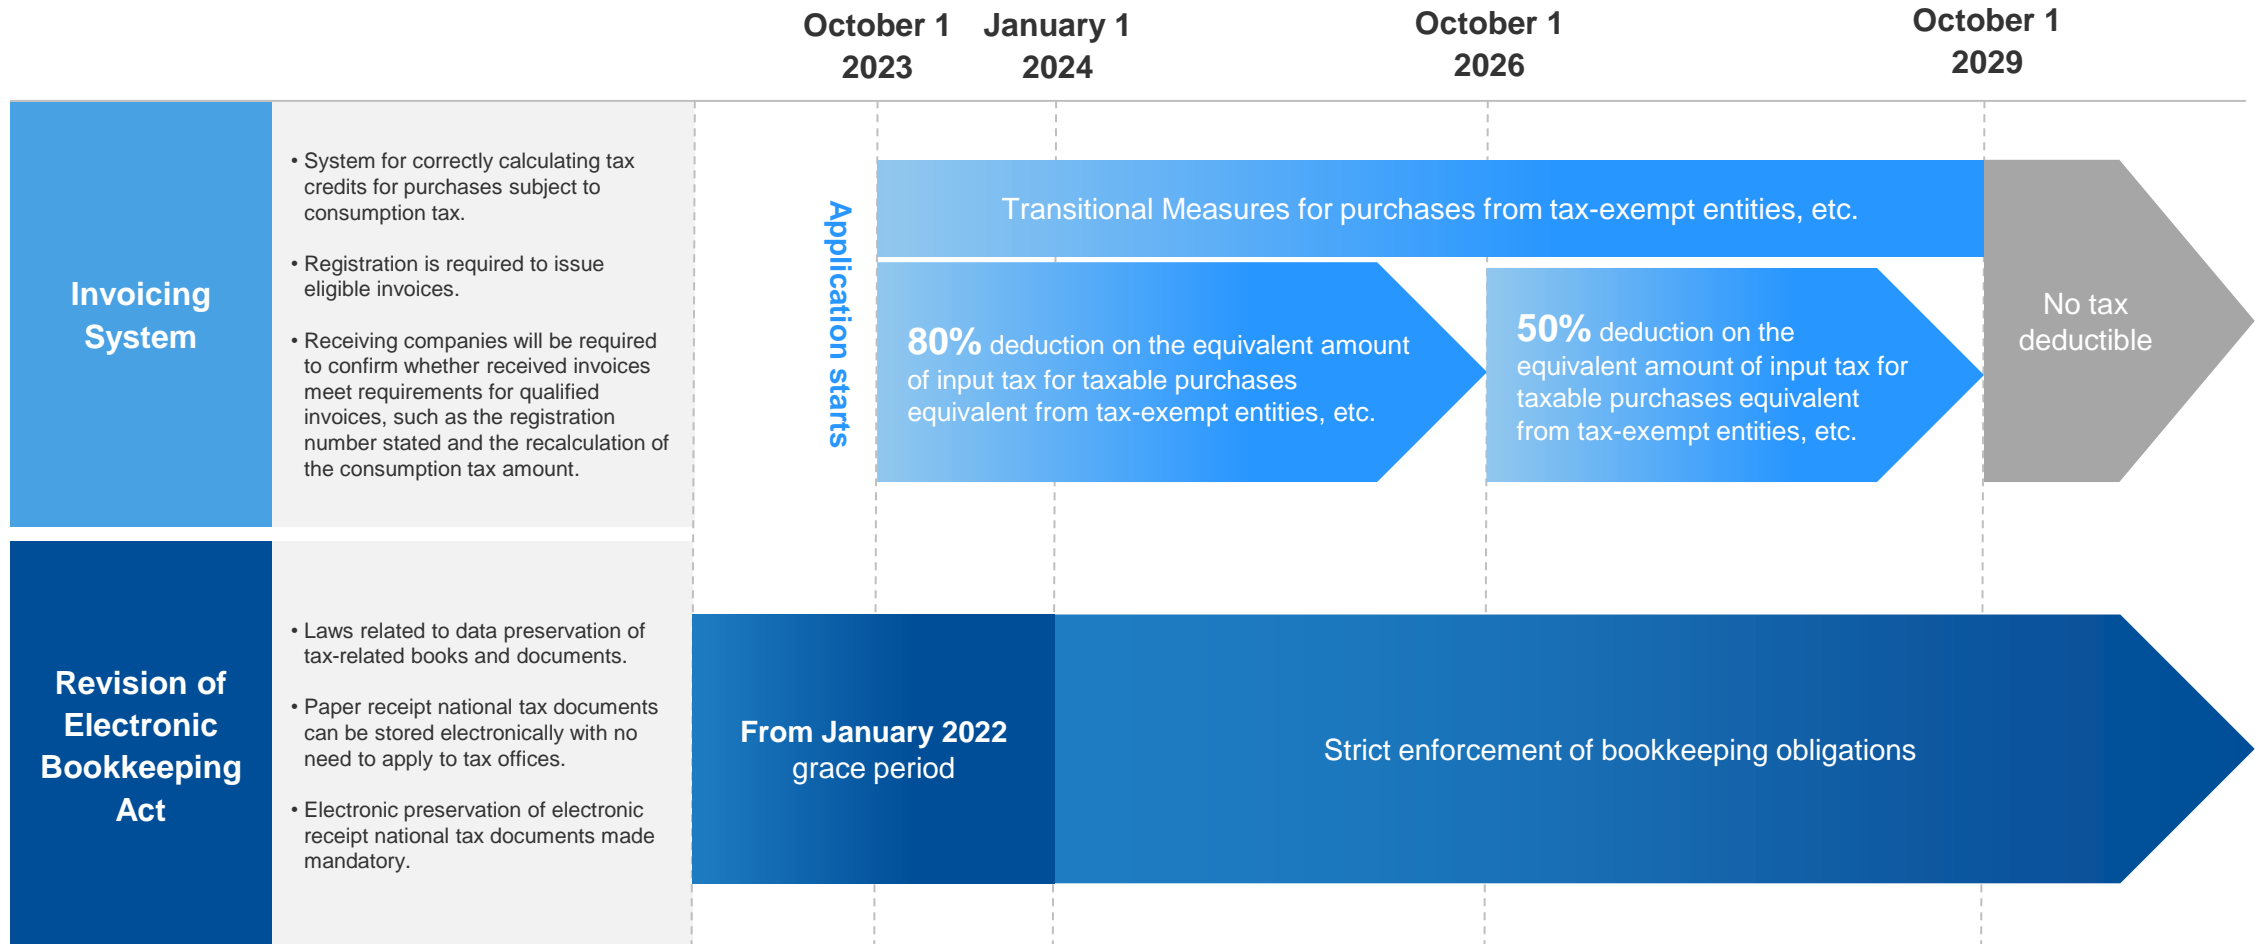 October 1
2023
January 1
2024
October 1
2026
October 1
2029
Invoicing
System
• System for correctly calculating tax
credits for purchases subject to
consumption tax.
• Registration is required to issue
eligible invoices.
• Receiving companies will be required
to confirm whether received invoices
meet requirements for qualified
invoices, such as the registration
number stated and the recalculation of
the consumption tax amount.
Application starts
Transitional Measures for purchases from tax-exempt entities, etc.
80% deduction on the equivalent amount
of input tax for taxable purchases
equivalent from tax-exempt entities, etc.
50% deduction on the
equivalent amount of input tax for
taxable purchases equivalent
from tax-exempt entities, etc.
No tax
deductible
Revision of
Electronic
Bookkeeping
Act
• Laws related to data preservation of
tax-related books and documents.
• Paper receipt national tax documents
can be stored electronically with no
need to apply to tax offices.
• Electronic preservation of electronic
receipt national tax documents made
mandatory.
From January 2022
grace period
Strict enforcement of bookkeeping obligations